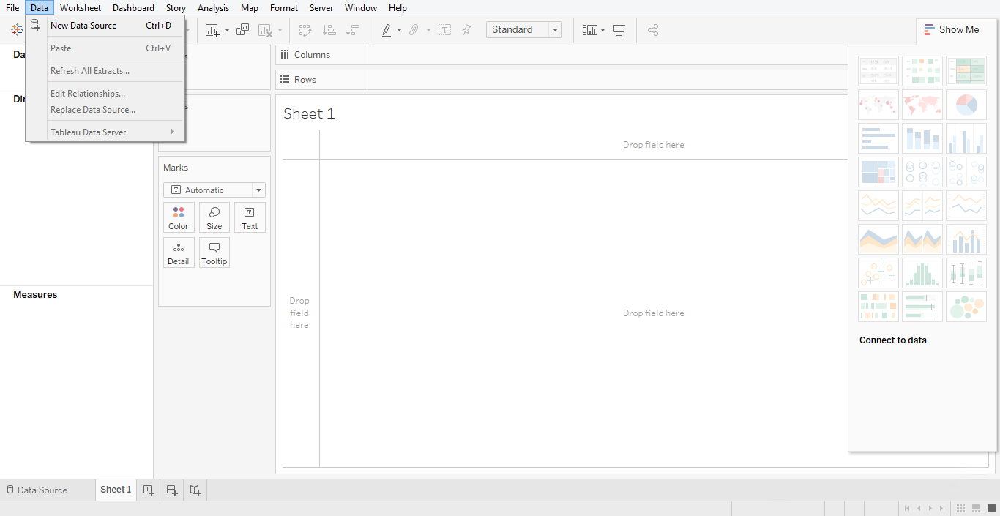 File Data Worksheet Dashboard Story Analysis Map Format Server Window Help
New Data Source Ctrl+D
Paste Ctrl+V
Refresh All Extracts...
Edit Relationships...
Replace Data Source...
Tableau Data Server
Standard
Show Me
Da
Columns
Dim
Rows
Sheet 1
Drop field here
Marks
Automatic
Color Size Text
Detail Tooltip
Measures
Drop
field
here
Drop field here
Connect to data
Data Source Sheet 1